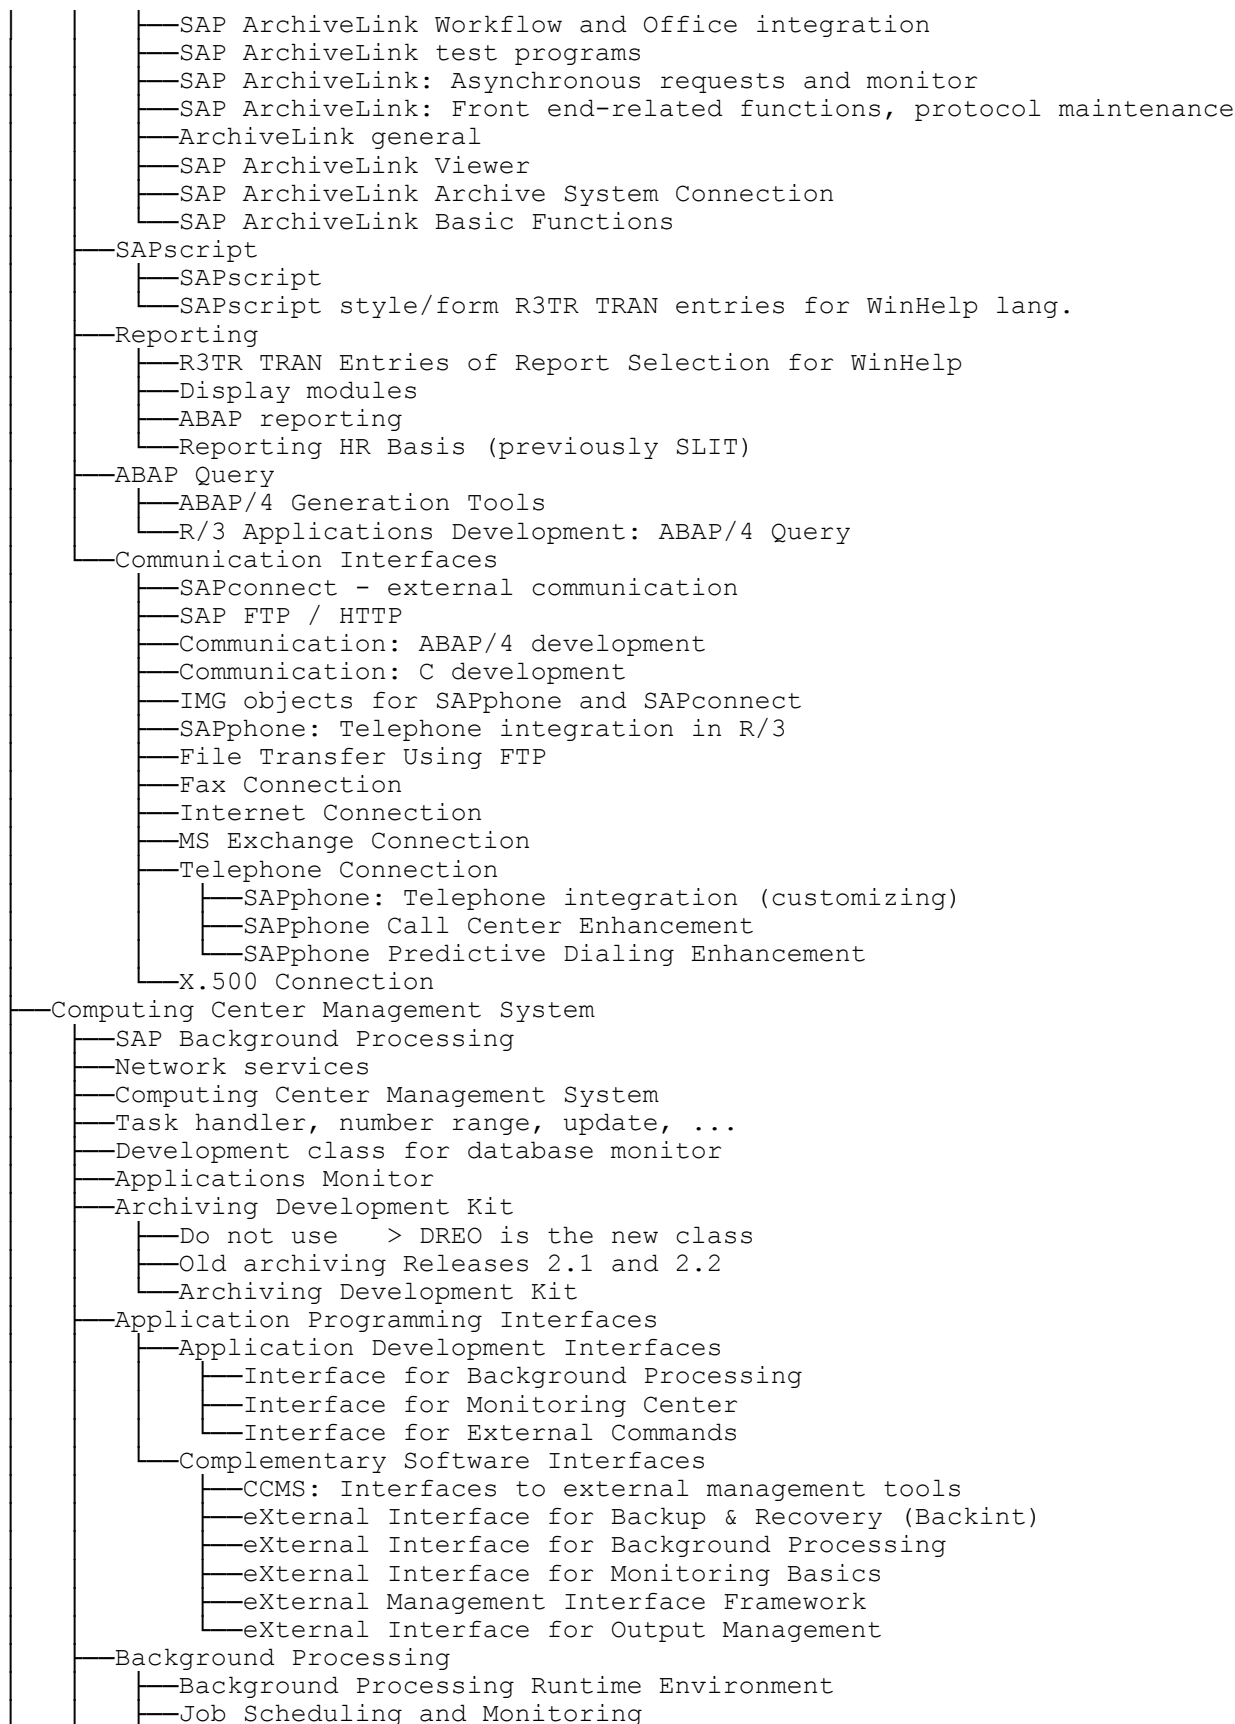 SAP ArchiveLink Workflow and Office integration
SAP ArchiveLink test programs
SAP ArchiveLink: Asynchronous requests and monitor
SAP ArchiveLink: Front end-related functions, protocol maintenance
ArchiveLink general
SAP ArchiveLink Viewer
SAP ArchiveLink Archive System Connection
SAP ArchiveLink Basic Functions
SAPscript
SAPscript
SAPscript style/form R3TR TRAN entries for WinHelp lang.
Reporting
R3TR TRAN Entries of Report Selection for WinHelp
Display modules
ABAP reporting
Reporting HR Basis (previously SLIT)
ABAP Query
ABAP/4 Generation Tools
R/3 Applications Development: ABAP/4 Query
Communication Interfaces
SAPconnect - external communication
SAP FTP / HTTP
Communication: ABAP/4 development
Communication: C development
IMG objects for SAPphone and SAPconnect
SAPphone: Telephone integration in R/3
File Transfer Using FTP
Fax Connection
Internet Connection
MS Exchange Connection
Telephone Connection
SAPphone: Telephone integration (customizing)
SAPphone Call Center Enhancement
SAPphone Predictive Dialing Enhancement
X.500 Connection
Computing Center Management System
SAP Background Processing
Network services
Computing Center Management System
Task handler, number range, update, ...
Development class for database monitor
Applications Monitor
Archiving Development Kit
Do not use   > DREO is the new class
Old archiving Releases 2.1 and 2.2
Archiving Development Kit
Application Programming Interfaces
Application Development Interfaces
Interface for Background Processing
Interface for Monitoring Center
Interface for External Commands
Complementary Software Interfaces
CCMS: Interfaces to external management tools
eXternal Interface for Backup & Recovery (Backint)
eXternal Interface for Background Processing
eXternal Interface for Monitoring Basics
eXternal Management Interface Framework
eXternal Interface for Output Management
Background Processing
Background Processing Runtime Environment
Job Scheduling and Monitoring